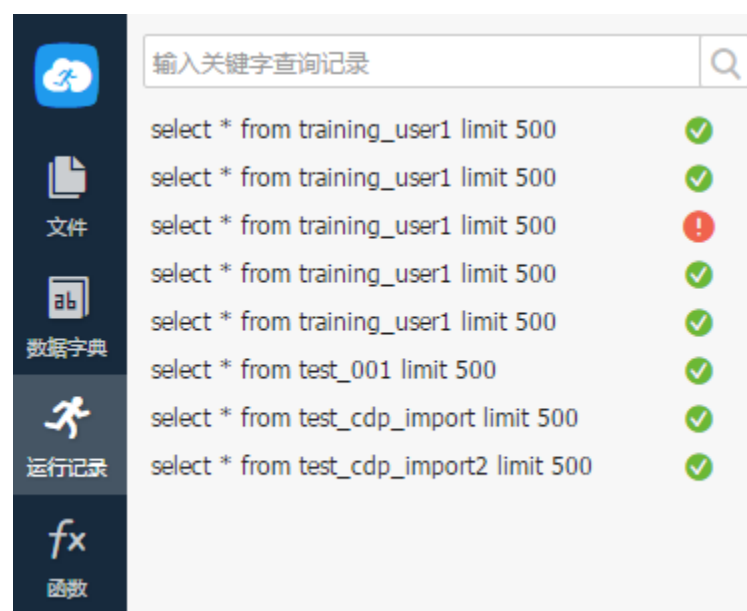 输入关键字查询记录
select * from training_user1 limit 500
select * from training_user1 limit 500
select * from training_user1 limit 500
select * from training_user1 limit 500
select * from training_user1 limit 500
select * from test_001 limit 500
select * from test_cdp_import limit 500
select * from test_cdp_import2 limit 500
文件
ab
数据字典
运行记录
fx
函数